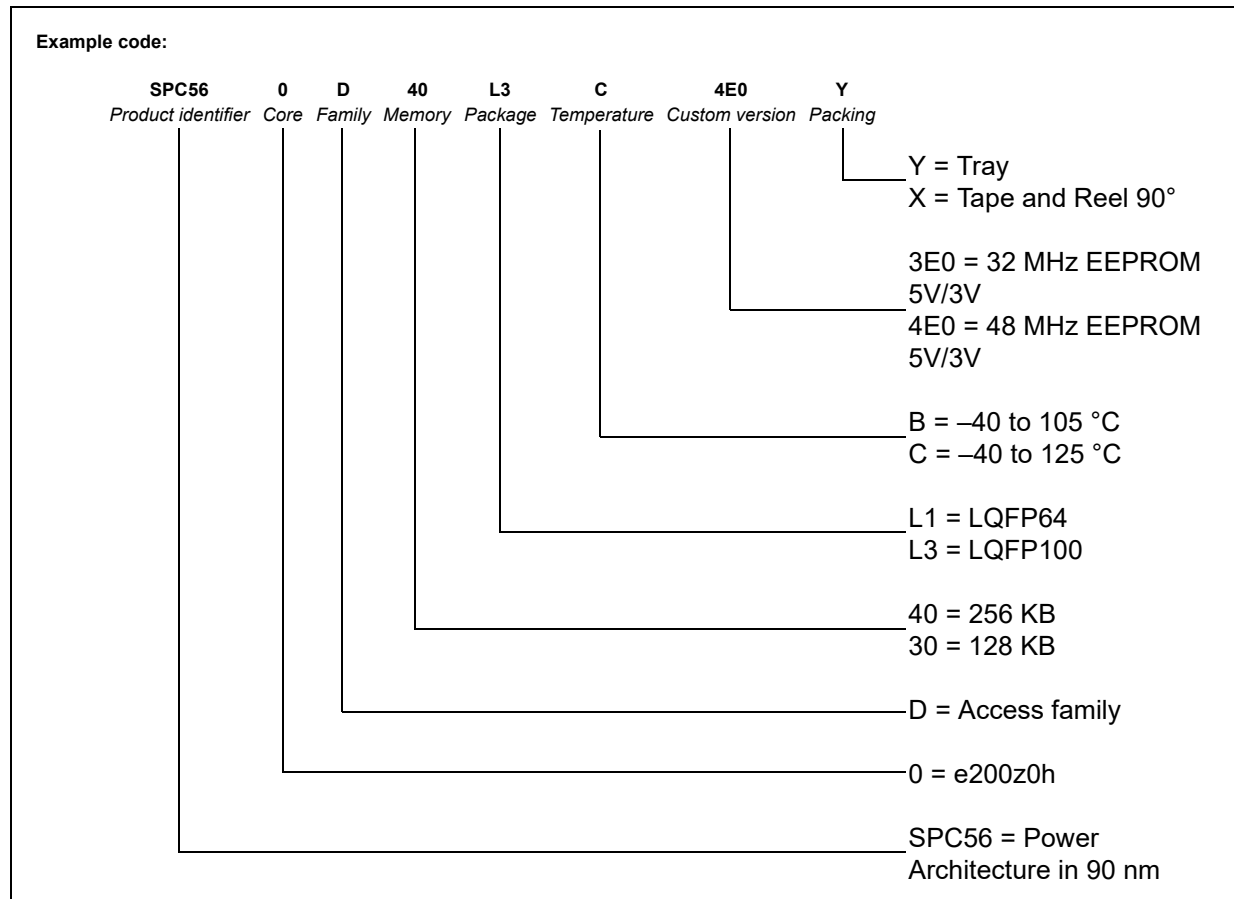 Example code:
SPC56 0 D 40 L3 C 4E0 Y
Product identifier Core Family Memory Package Temperature Custom version Packing
Y = Tray
X = Tape and Reel 90°
3E0 = 32 MHz EEPROM
5V/3V
4E0 = 48 MHz EEPROM
5V/3V
B = –40 to 105 °C
C = –40 to 125 °C
L1 = LQFP64
L3 = LQFP100
40 = 256 KB
30 = 128 KB
D = Access family
0 = e200z0h
SPC56 = Power
Architecture in 90 nm